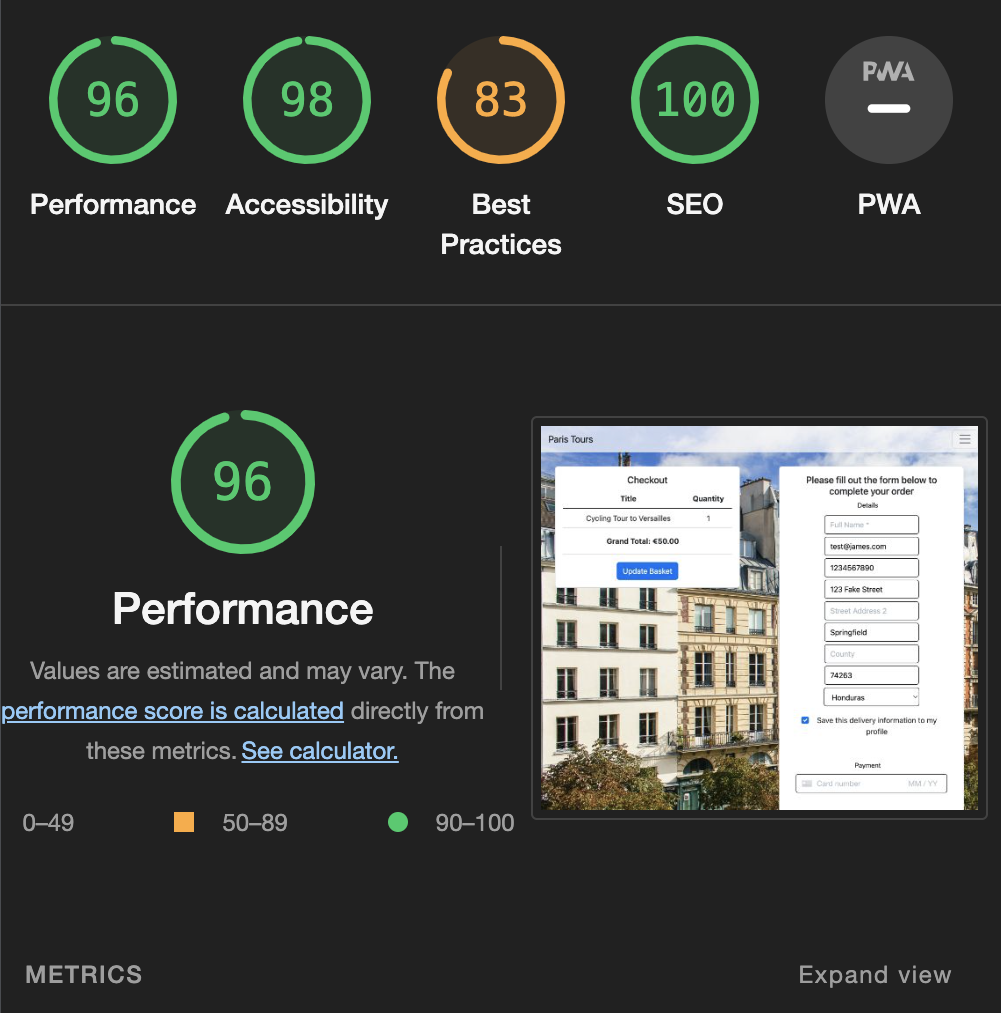 96
98
83
100
PWA
Performance
Accessibility
Best
Practices
SEO
PWA
96
Performance
Values are estimated and may vary. The
performance score is calculated directly from
these metrics. See calculator.
0–49
50–89
90–100
Paris Tours
Checkout
Title
Quantity
Cycling Tour to Versailles
1
Grand Total: €50.00
Update Basket
Please fill out the form below to
complete your order
Details
Full Name *
test@james.com
1234567890
123 Fake Street
Street Address 2
Springfield
County
74263
Honduras
Save this delivery information to my
profile
Payment
Card number
MM / YY
METRICS
Expand view